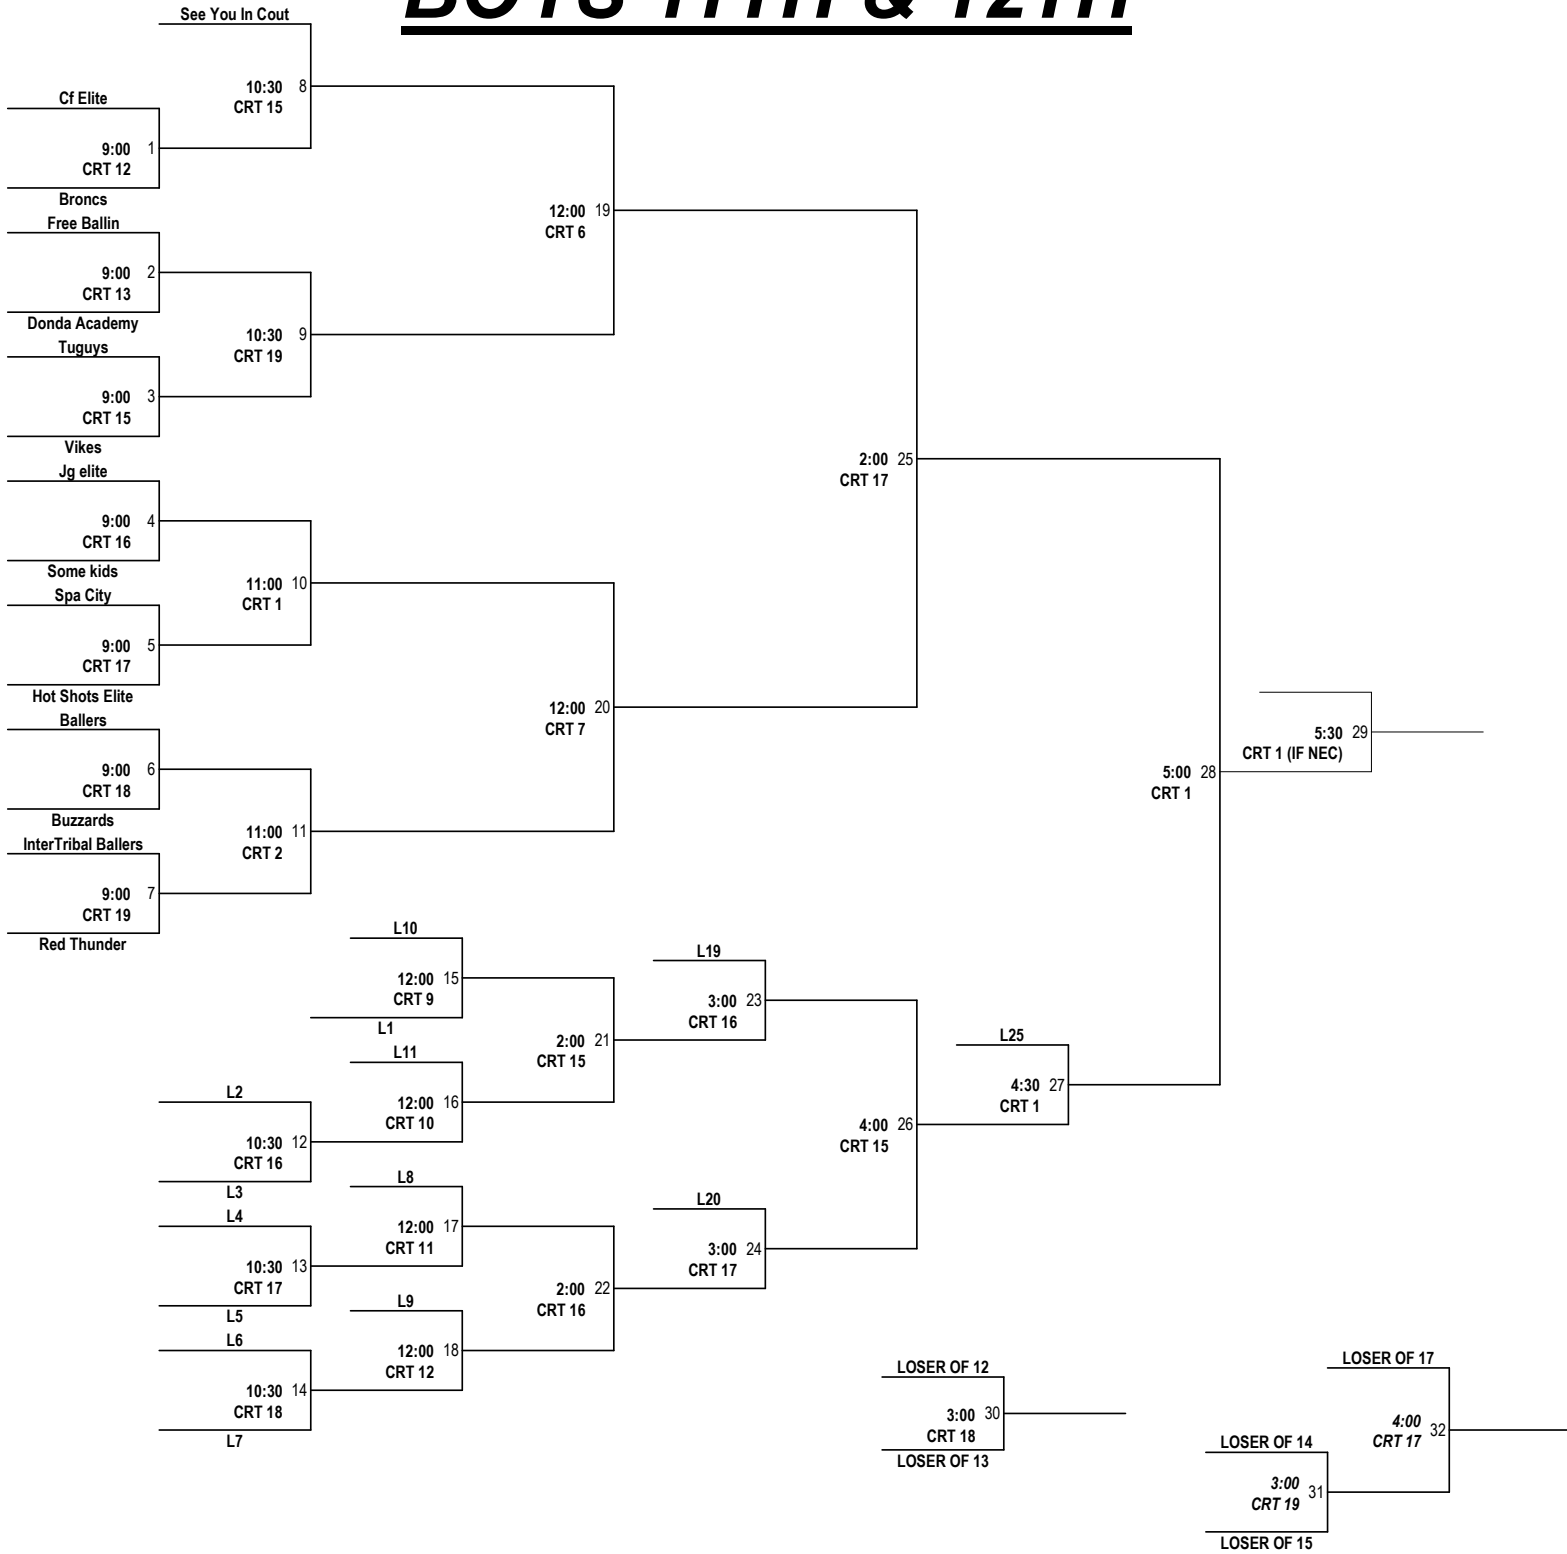 BOYS 11TH & 12TH
See You In Cout
10:30 8
CRT 15
Cf Elite
9:00 1
CRT 12
Broncs
Free Ballin
12:00 19
CRT 6
9:00 2
CRT 13
Donda Academy
Tuguys
10:30 9
CRT 19
9:00 3
CRT 15
Vikes
Jg elite
2:00 25
CRT 17
9:00 4
CRT 16
Some kids
Spa City
11:00 10
CRT 1
9:00 5
CRT 17
Hot Shots Elite
Ballers
12:00 20
CRT 7
5:30 29
CRT 1 (IF NEC)
9:00 6
CRT 18
5:00 28
CRT 1
Buzzards
InterTribal Ballers
11:00 11
CRT 2
9:00 7
CRT 19
Red Thunder
L10
12:00 15
CRT 9
L1
L19
3:00 23
CRT 16
2:00 21
CRT 15
L25
4:30 27
CRT 1
L11
12:00 16
CRT 10
L2
10:30 12
CRT 16
L3
4:00 26
CRT 15
L8
12:00 17
CRT 11
L4
10:30 13
CRT 17
L5
L20
3:00 24
CRT 17
2:00 22
CRT 16
L9
12:00 18
CRT 12
L6
10:30 14
CRT 18
L7
LOSER OF 12
3:00 30
CRT 18
LOSER OF 13
LOSER OF 17
4:00 32
CRT 17
LOSER OF 14
3:00 31
CRT 19
LOSER OF 15